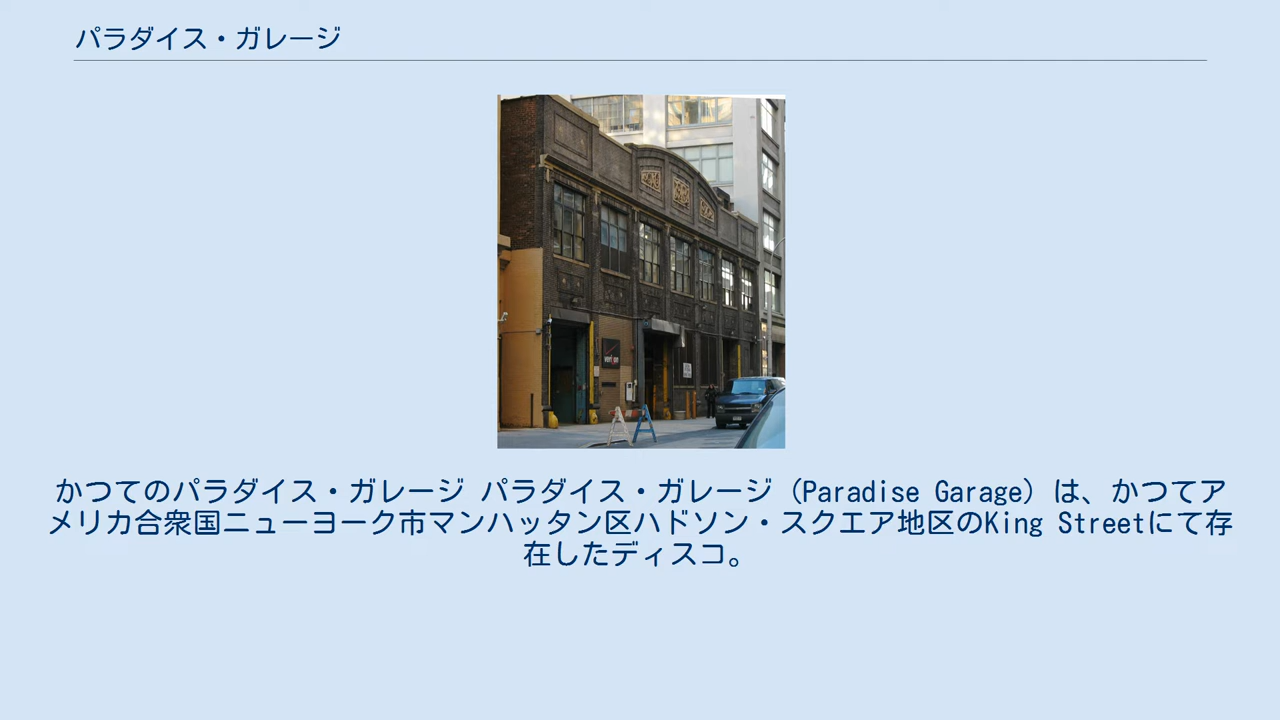 パラダイス・ガレージ
verizon
かつてのパラダイス・ガレージ パラダイス・ガレージ（Paradise Garage）は、かつてア
メリカ合衆国ニューヨーク市マンハッタン区ハドソン・スクエア地区のKing Streetにて存
在したディスコ。